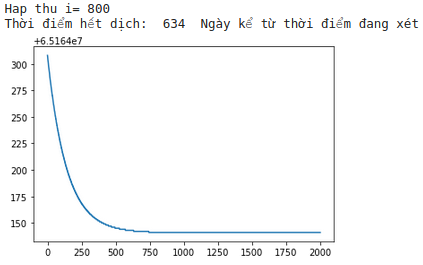 Hap thu i= 800
Thời điểm hết dịch:  634  Ngày kể từ thời điểm đang xét
+6.5164e7
300
275
250
225
200
175
150
0 250 500 750 1000 1250 1500 1750 2000